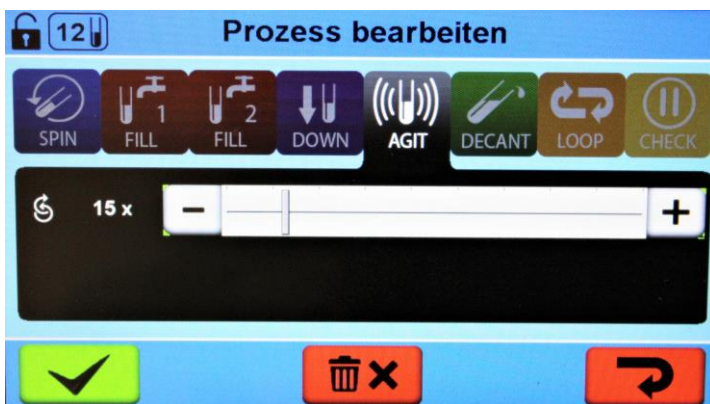 12 Prozess bearbeiten
1 2
SPIN FILL FILL DOWN AGIT DECANT LOOP CHECK
15 x